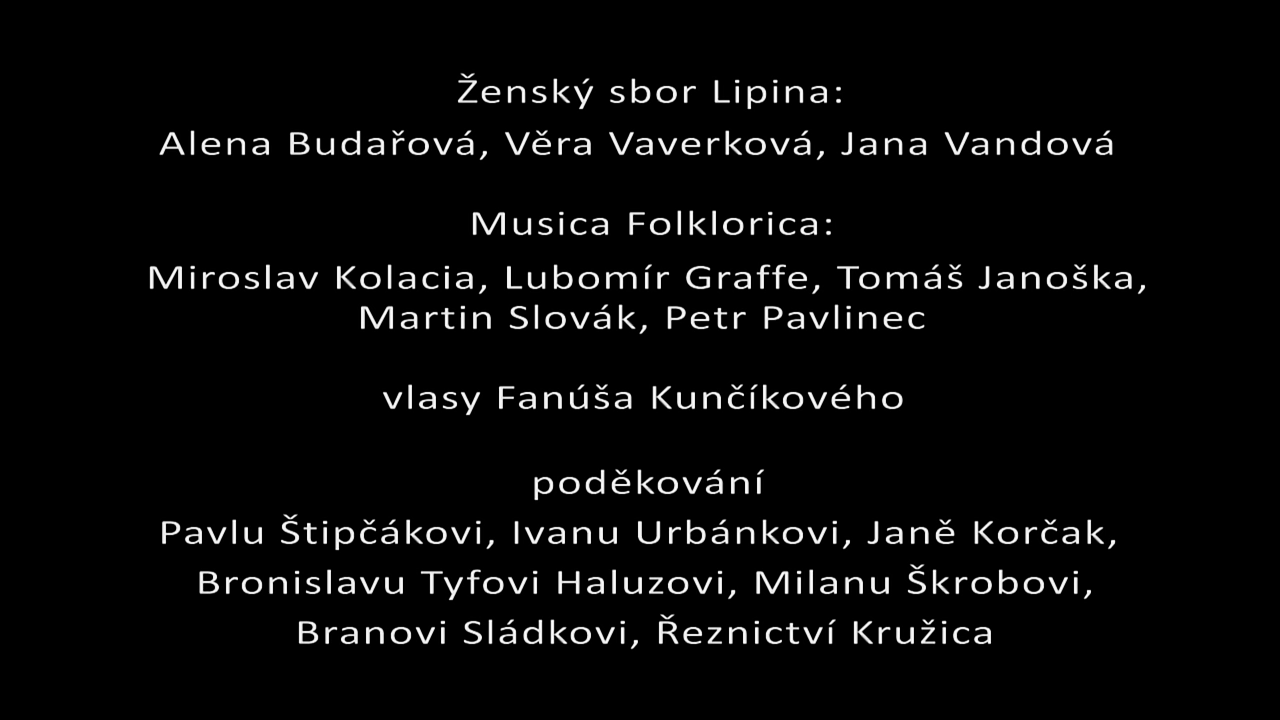 Ženský sbor Lipina:
Alena Budařová, Věra Vaverková, Jana Vandová
Musica Folklorica:
Miroslav Kolacia, Lubomír Graffe, Tomáš Janoška,
Martin Slovák, Petr Pavlinec
vlasy Fanúša Kunčíkového
poděkování
Pavlu Štipčákovi, Ivanu Urbánkovi, Janě Korčak,
Bronislavu Tyfovi Haluzovi, Milanu Škrobovi,
Branovi Sládkovi, Řeznictví Kružica